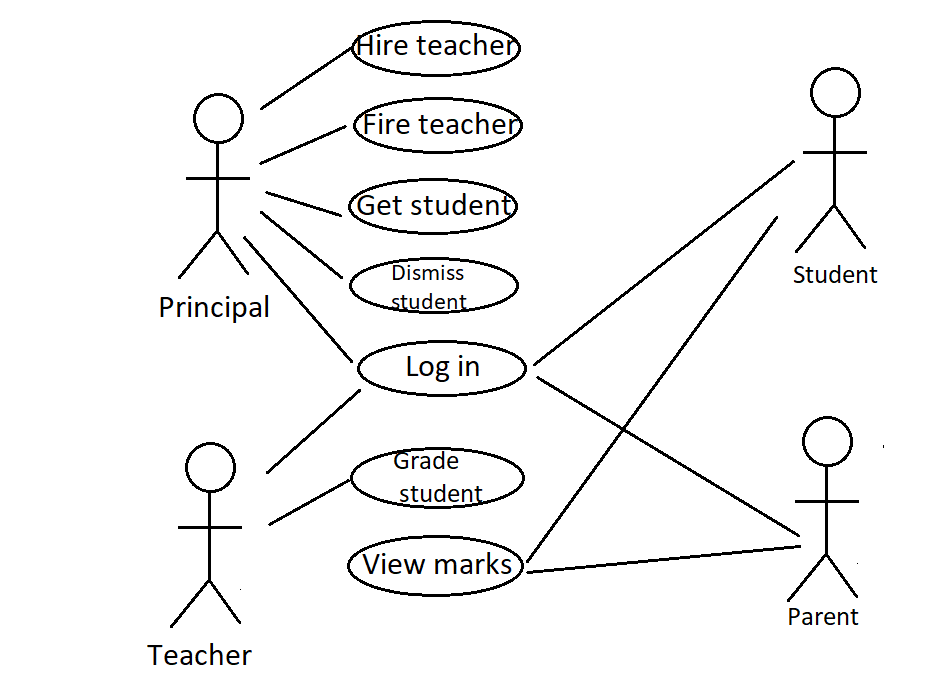 Hire teacher
Fire teacher
Get student
Dismiss
student
Principal
Student
Log in
Grade
student
View marks
Teacher
Parent